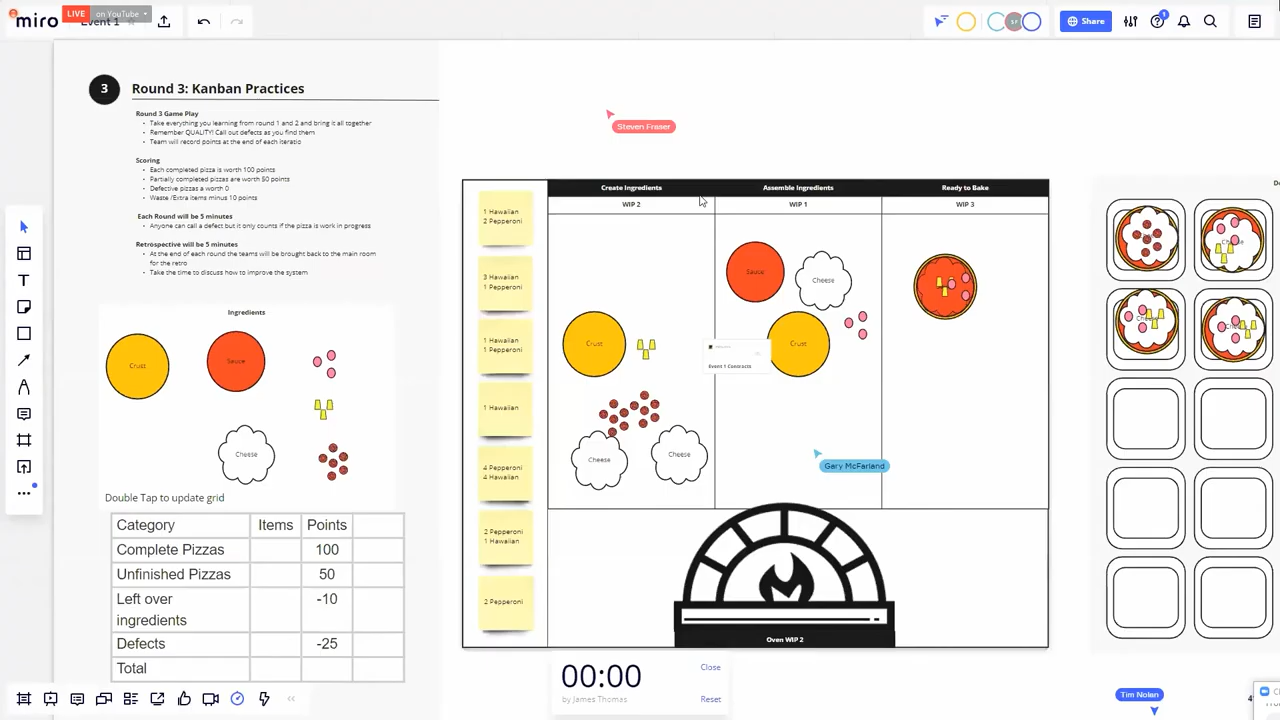 miro
LIVE on YouTube
Event 1
SF
Share
1
3
Round 3: Kanban Practices
Round 3 Game Play
Take everything you learning from round 1 and 2 and bring it all together
Remember QUALITY! Call out defects as you find them
Team will record points at the end of each iteratio
Scoring
Each completed pizza is worth 100 points
Partially completed pizzas are worth 50 points
Defective pizzas a worth 0
Waste /Extra items minus 10 points
Each Round will be 5 minutes
Anyone can call a defect but it only counts if the pizza is work in progress
Retrospective will be 5 minutes
At the end of each round the teams will be brought back to the main room
for the retro
Take the time to discuss how to improve the system
Ingredients
Crust
Sauce
Cheese
Double Tap to update grid
Category Items Points
Complete Pizzas 100
Unfinished Pizzas 50
Left over
ingredients -10
Defects -25
Total
Steven Fraser
Create Ingredients Assemble Ingredients Ready to Bake
WIP 2 WIP 1 WIP 3
1 Hawaiian
2 Pepperoni
3 Hawaiian
1 Pepperoni
1 Hawaiian
1 Pepperoni
1 Hawaiian
4 Pepperoni
4 Hawaiian
2 Pepperoni
1 Hawaiian
2 Pepperoni
Crust
Cheese
Cheese
Sauce
Cheese
Crust
Event 1 Contracts
Gary McFarland
Oven WIP 2
00:00
by James Thomas
Close
Reset
Tim Nolan